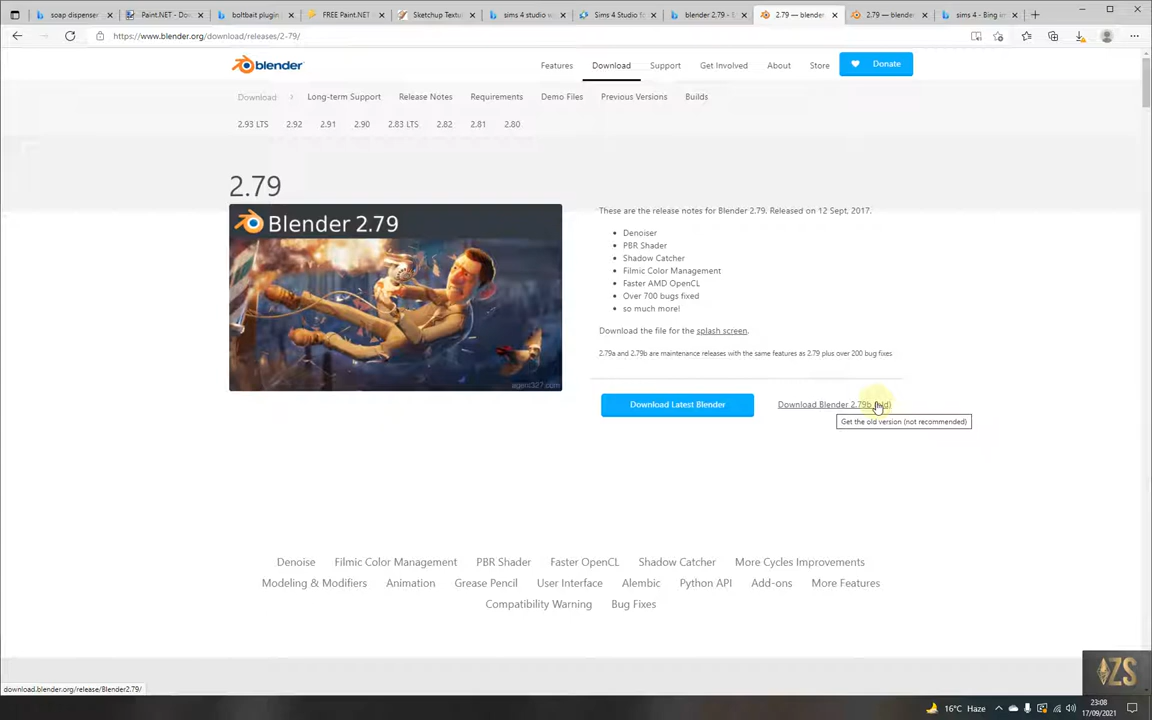 soap dispenser
Paint.NET - Do
boltbait plugin
FREE Paint.NET
Sketchup Textu
sims 4 studio
Sims 4 Studio fo
blender 2.79 -
2.79 — blender
2.79 — blender
sims 4 - Bing
https://www.blender.org/download/releases/2-79/
blender
Features
Download
Support
Get Involved
About
Store
Donate
Download
Long-term Support
Release Notes
Requirements
Demo Files
Previous Versions
Builds
2.93 LTS
2.92
2.91
2.90
2.83 LTS
2.82
2.81
2.80
2.79
Blender 2.79
agent327.com
These are the release notes for Blender 2.79. Released on 12 Sept, 2017.
Denoiser
PBR Shader
Shadow Catcher
Filmic Color Management
Faster AMD OpenCL
Over 700 bugs fixed
so much more!
Download the file for the splash screen.
2.79a and 2.79b are maintenance releases with the same features as 2.79 plus over 200 bug fixes
Download Latest Blender
Download Blender 2.79b (old)
Get the old version (not recommended)
Denoise Filmic Color Management PBR Shader Faster OpenCL Shadow Catcher More Cycles Improvements
Modeling & Modifiers Animation Grease Pencil User Interface Alembic Python API Add-ons More Features
Compatibility Warning Bug Fixes
download.blender.org/release/Blender2.79/
ZS
16°C Haze
23:08
17/09/2021